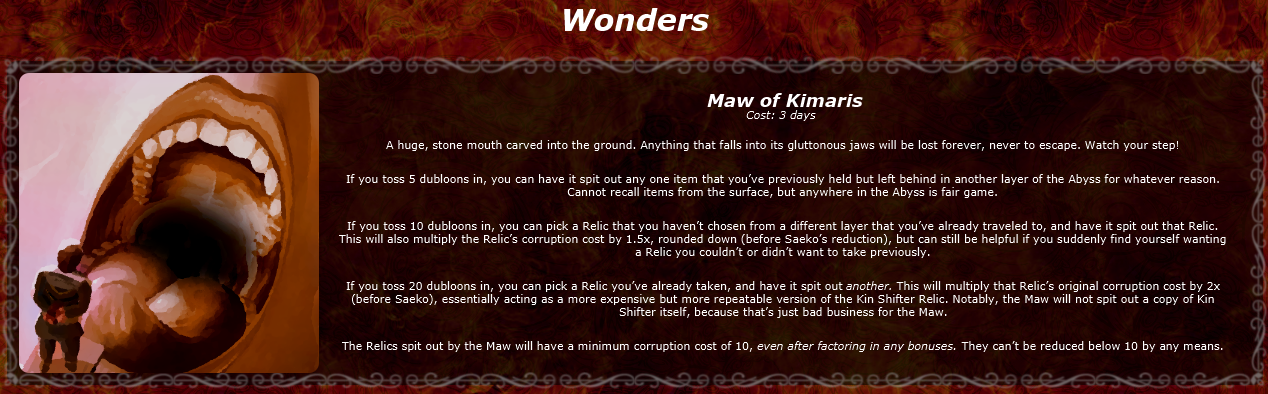 Wonders
Maw of Kimaris
Cost: 3 days
A huge, stone mouth carved into the ground. Anything that falls into its gluttonous jaws will be lost forever, never to escape. Watch your step!
If you toss 5 dubloons in, you can have it spit out any one item that you’ve previously held but left behind in another layer of the Abyss for whatever reason.
Cannot recall items from the surface, but anywhere in the Abyss is fair game.
If you toss 10 dubloons in, you can pick a Relic that you haven’t chosen from a different layer that you’ve already traveled to, and have it spit out that Relic.
This will also multiply the Relic’s corruption cost by 1.5x, rounded down (before Saeko’s reduction), but can still be helpful if you suddenly find yourself wanting
a Relic you couldn’t or didn’t want to take previously.
If you toss 20 dubloons in, you can pick a Relic you’ve already taken, and have it spit out another. This will multiply that Relic’s original corruption cost by 2x
(before Saeko), essentially acting as a more expensive but more repeatable version of the Kin Shifter Relic. Notably, the Maw will not spit out a copy of Kin
Shifter itself, because that’s just bad business for the Maw.
The Relics spit out by the Maw will have a minimum corruption cost of 10, even after factoring in any bonuses. They can’t be reduced below 10 by any means.